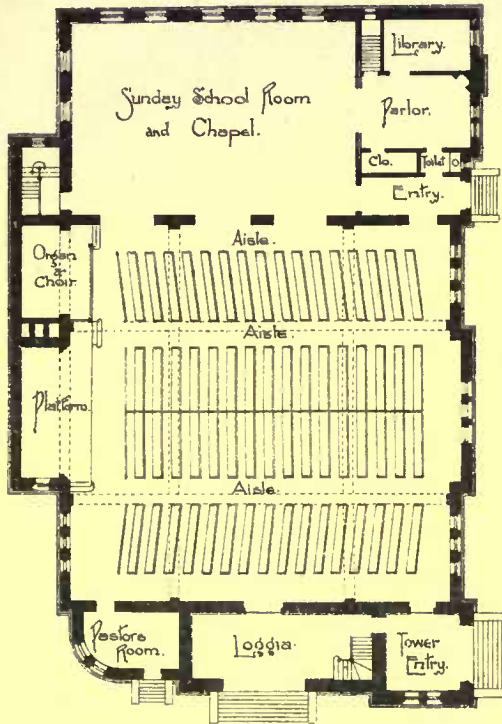 Library.
Sunday School Room
and Chapel.
Parlor.
Clo.
Toilet
Entry.
Aisle.
Organ
&
Choir.
Aisle.
Platform.
Aisle.
Pastors
Room.
Loggia.
Tower
Entry.